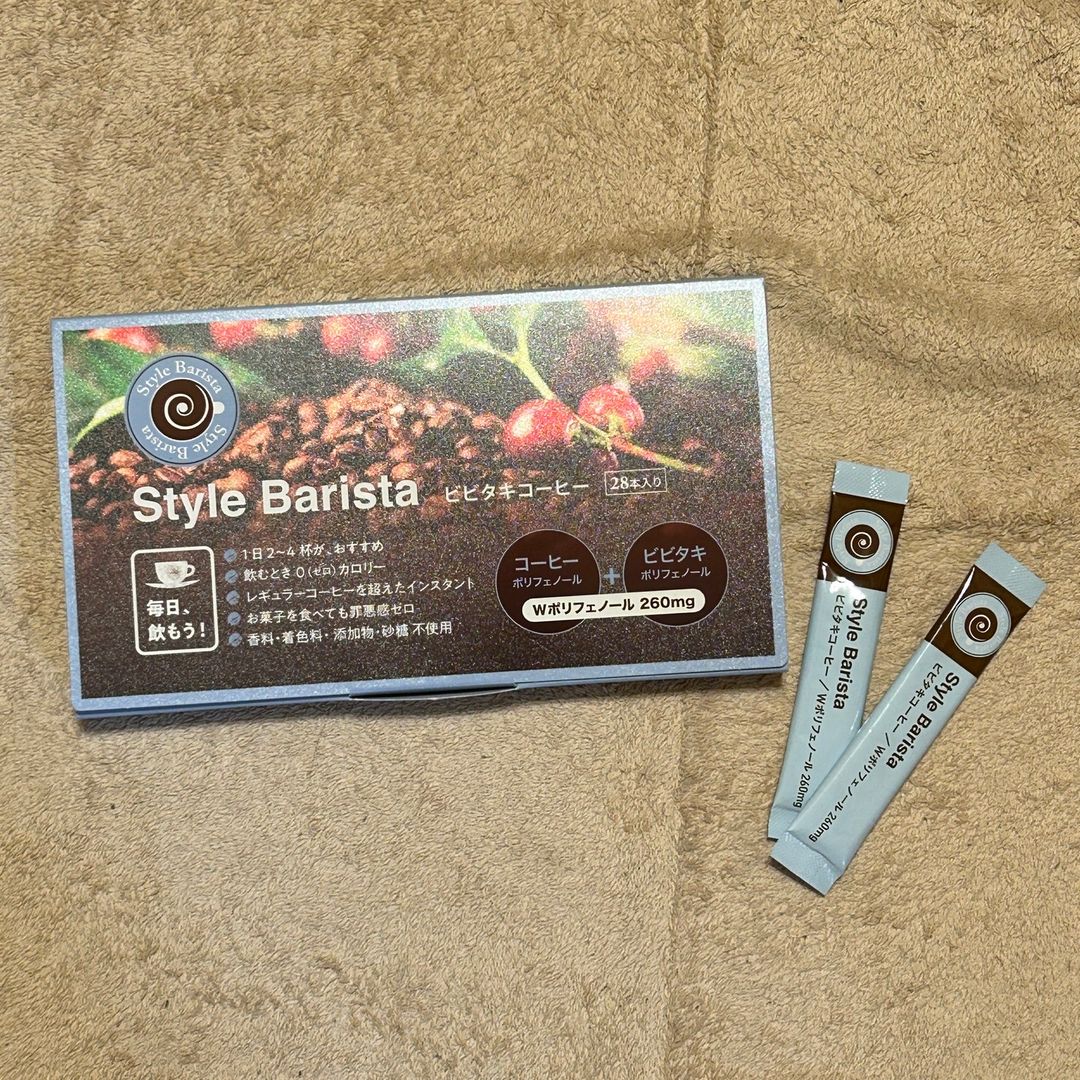 Style Barista
Style Barista
Style Barista ビビタキコーヒー 28本入り
毎日、
飲もう!
1日2〜4杯が、おすすめ
飲むとき0(ゼロ)カロリー
レギュラーコーヒーを超えたインスタント
お菓子を食べても罪悪感ゼロ
香料・着色料・添加物・砂糖 不使用
コーヒー
ポリフェノール
+
ビビタキ
ポリフェノール
Wポリフェノール 260mg
Style Barista
ビビタキコーヒー/Wポリフェノール 260mg
Style Barista
ビビタキコーヒー/Wポリフェノール 260mg